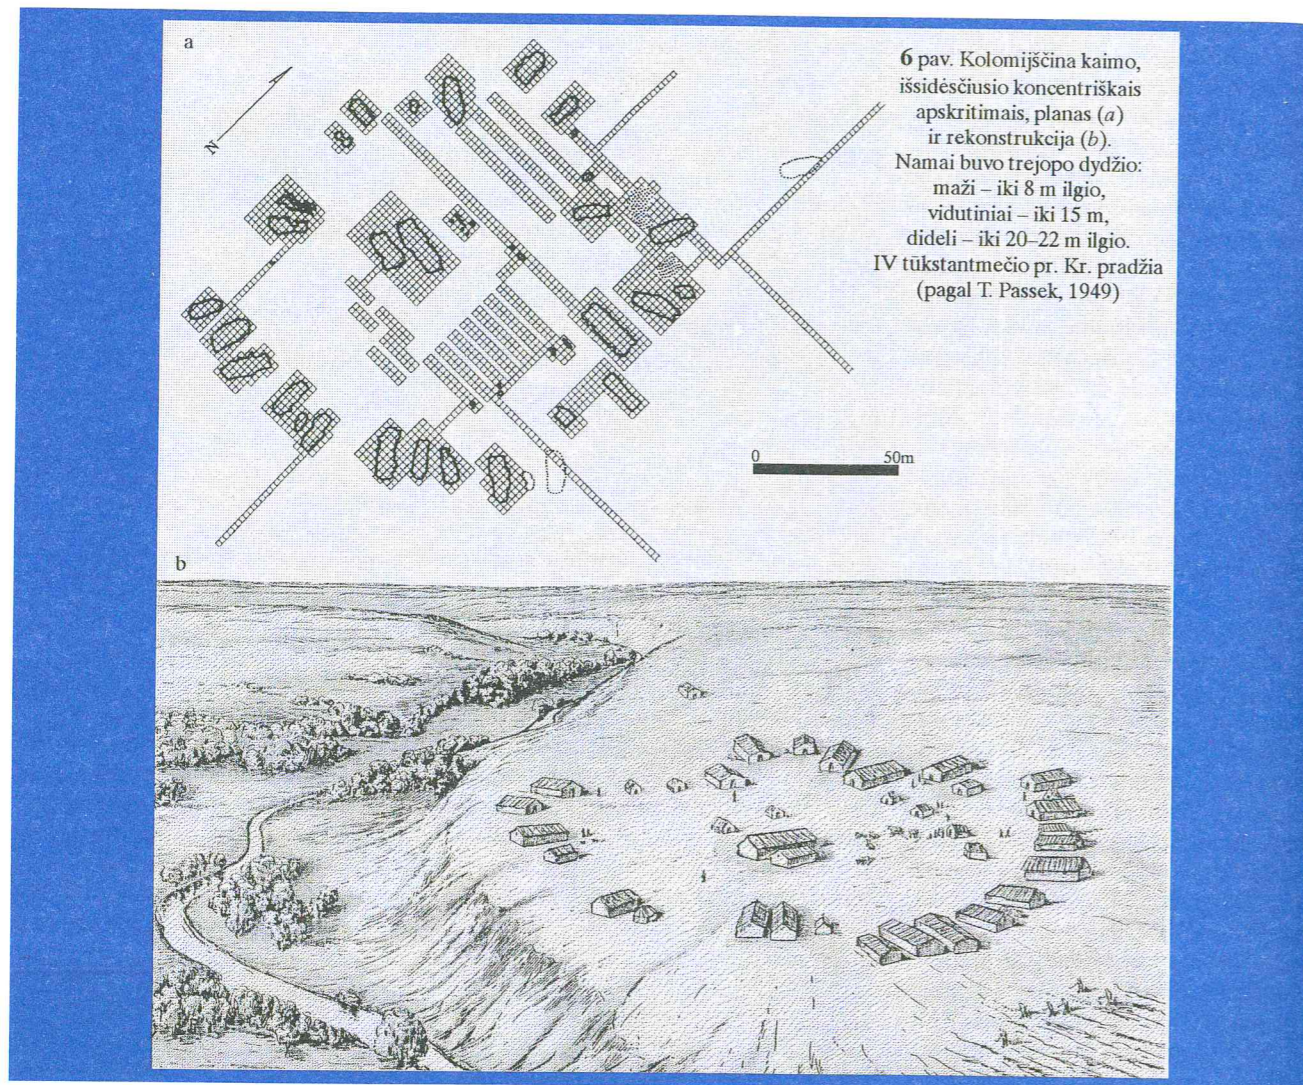 a
6 pav. Kolomijščina kaimo,
išsidėsčiusio koncentriškais
apskritimais, planas (a)
ir rekonstrukcija (b).
Namai buvo trejopo dydžio:
maži – iki 8 m ilgio,
vidutiniai – iki 15 m,
dideli – iki 20–22 m ilgio.
IV tūkstantmečio pr. Kr. pradžia
(pagal T. Passek, 1949)
N
0 50m
b